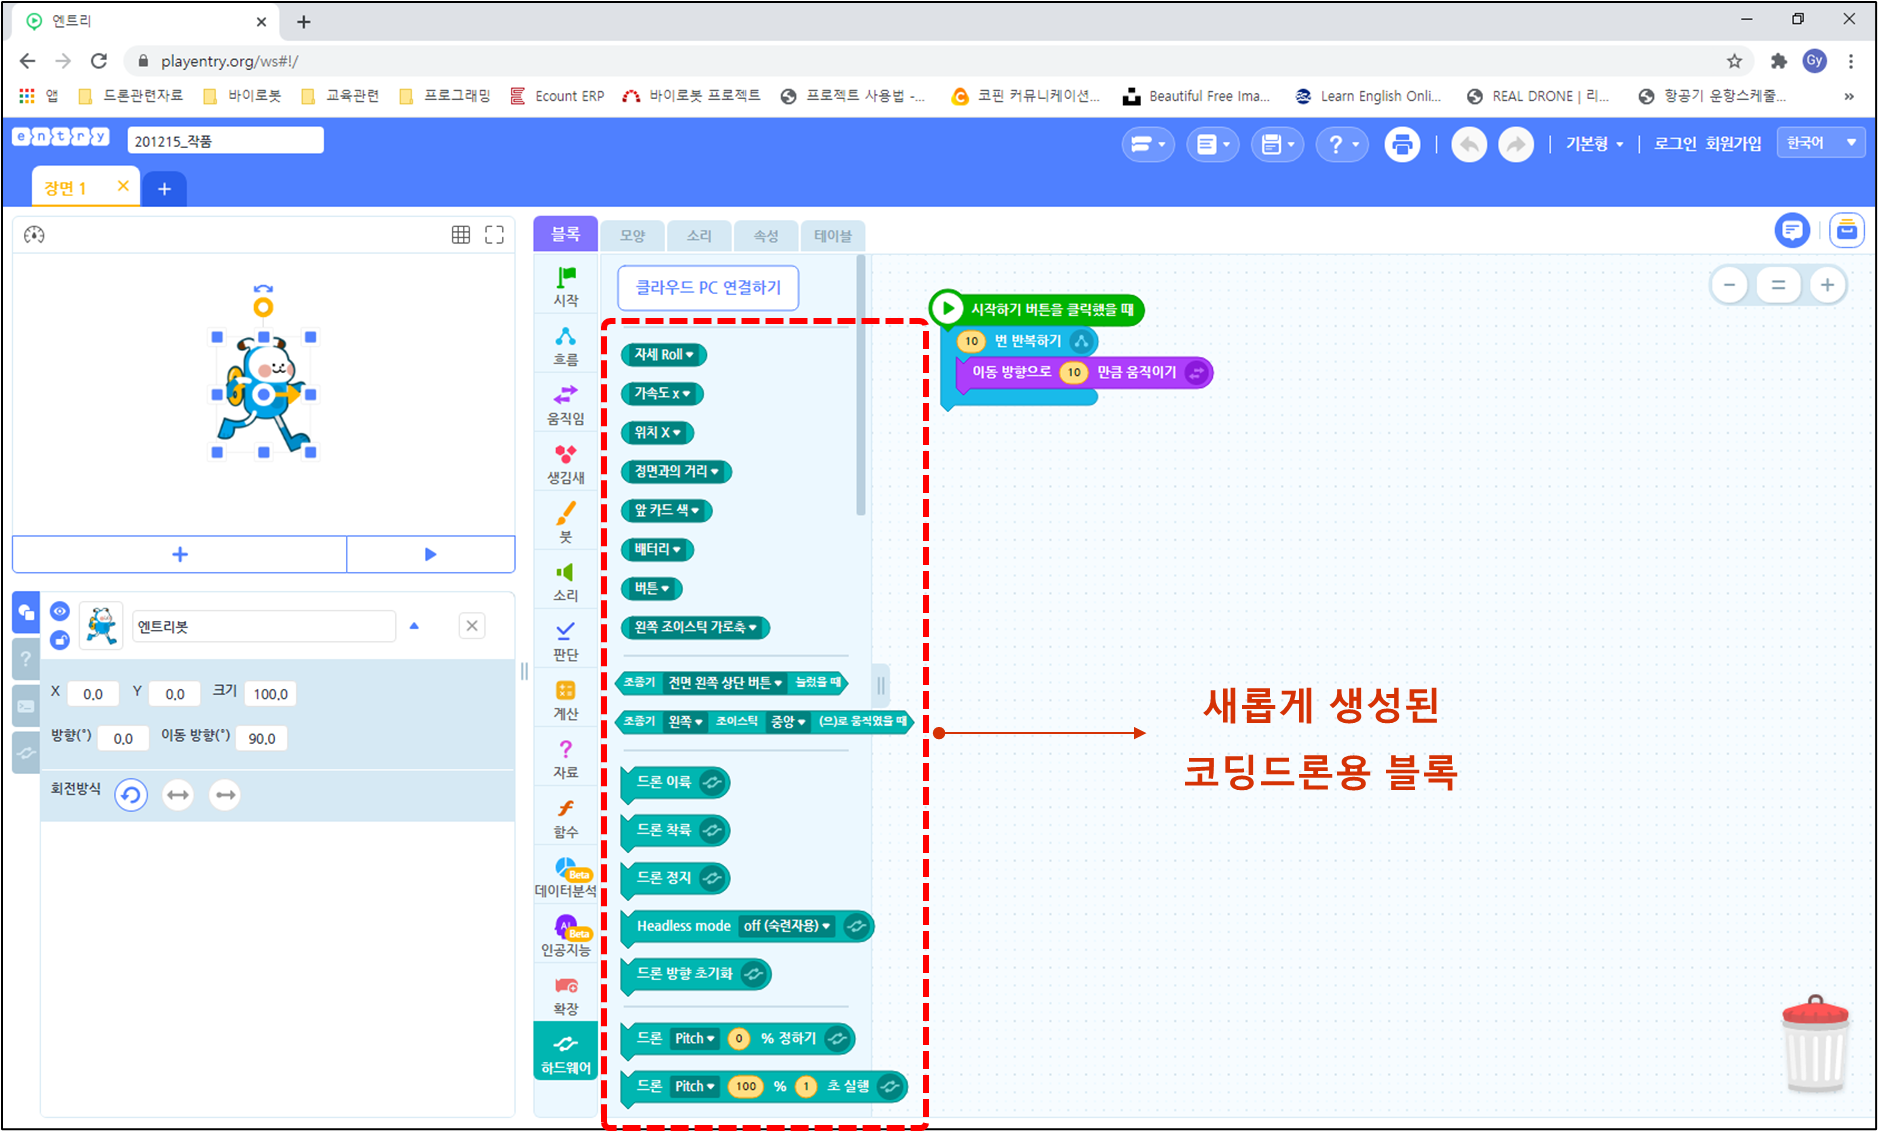 엔트리
playentry.org/ws#!/
Gy
앱 드론관련자료 바이로봇 교육관련 프로그래밍 Ecount ERP 바이로봇 프로젝트 프로젝트 사용법 -... 코핀 커뮤니케이션... Beautiful Free Ima... Learn English Onli... REAL DRONE | 리... 항공기 운항스케줄... »
entry 201215_작품 ? 기본형 로그인 회원가입 한국어
장면 1
블록 모양 소리 속성 테이블
시작
흐름
움직임
생김새
붓
소리
판단
계산
자료
함수
Beta
데이터분석
AI
Beta
인공지능
확장
하드웨어
클라우드 PC 연결하기
자세 Roll
가속도 x
위치 X
정면과의 거리
앞 카드 색
배터리
버튼
왼쪽 조이스틱 가로축
조종기 전면 왼쪽 상단 버튼 눌렀을 때
조종기 왼쪽 조이스틱 중앙 (으)로 움직였을 때
드론 이륙
드론 착륙
드론 정지
Headless mode off (숙련자용)
드론 방향 초기화
드론 Pitch 0 % 정하기
드론 Pitch 100 % 1 초 실행
시작하기 버튼을 클릭했을 때
10 번 반복하기
이동 방향으로 10 만큼 움직이기
새롭게 생성된
코딩드론용 블록
엔트리봇
X 0.0 Y 0.0 크기 100.0
방향(°) 0.0 이동 방향(°) 90.0
회전방식